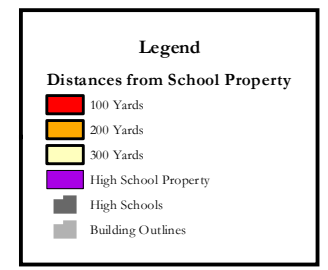 Legend
Distances from School Property
100 Yards
200 Yards
300 Yards
High School Property
High Schools
Building Outlines